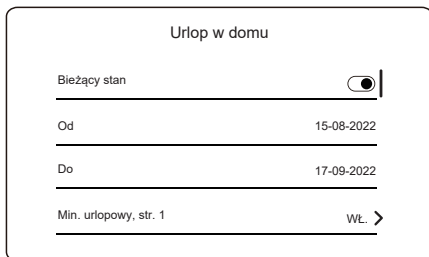 Urlop w domu
Bieżący stan
Od 15-08-2022
Do 17-09-2022
Min. urlopowy, str. 1 WŁ.